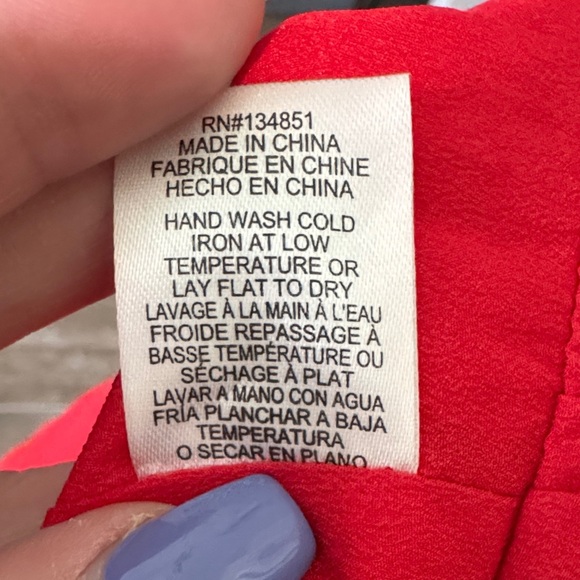 RN#134851
MADE IN CHINA
FABRIQUE EN CHINE
HECHO EN CHINA
HAND WASH COLD
IRON AT LOW
TEMPERATURE OR
LAY FLAT TO DRY
LAVAGE À LA MAIN À L'EAU
FROIDE REPASSAGE À
BASSE TEMPÉRATURE OU
SÉCHAGE À PLAT
LAVAR A MANO CON AGUA
FRÍA PLANCHAR A BAJA
TEMPERATURA
O SECAR EN PLANO